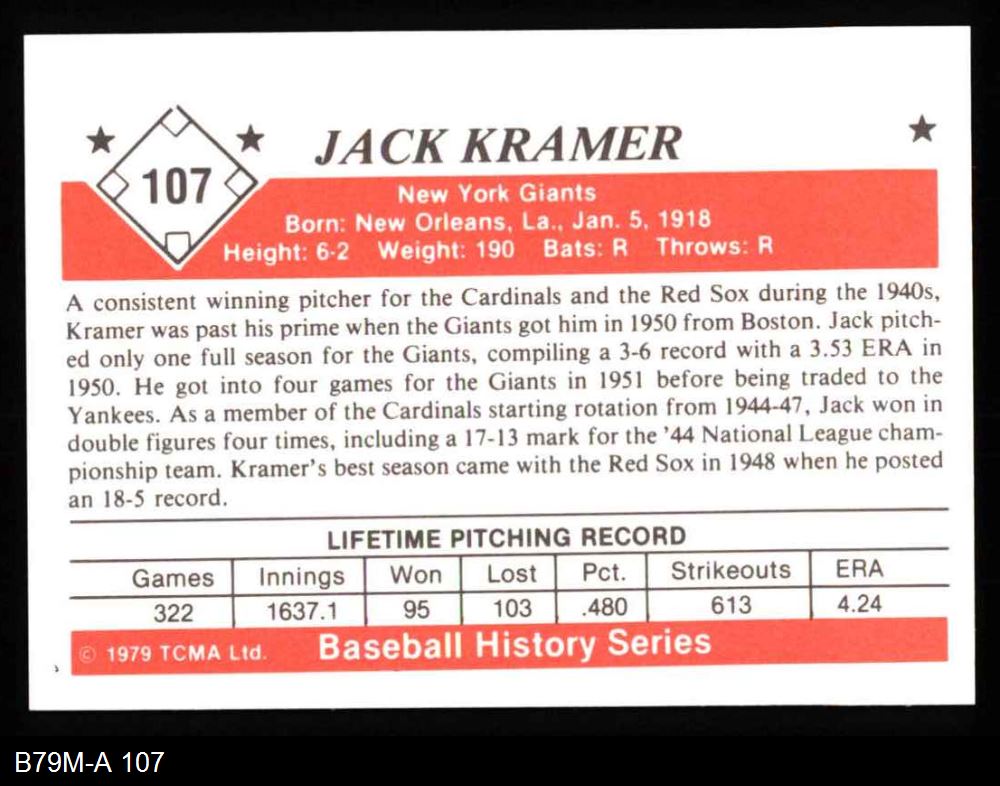 JACK KRAMER
107
New York Giants
Born: New Orleans, La., Jan. 5, 1918
Height: 6-2 Weight: 190 Bats: R Throws: R
A consistent winning pitcher for the Cardinals and the Red Sox during the 1940s,
Kramer was past his prime when the Giants got him in 1950 from Boston. Jack pitch-
ed only one full season for the Giants, compiling a 3-6 record with a 3.53 ERA in
1950. He got into four games for the Giants in 1951 before being traded to the
Yankees. As a member of the Cardinals starting rotation from 1944-47, Jack won in
double figures four times, including a 17-13 mark for the '44 National League cham-
pionship team. Kramer's best season came with the Red Sox in 1948 when he posted
an 18-5 record.
LIFETIME PITCHING RECORD
Games Innings Won Lost Pct. Strikeouts ERA
322 1637.1 95 103 .480 613 4.24
© 1979 TCMA Ltd. Baseball History Series
B79M-A 107